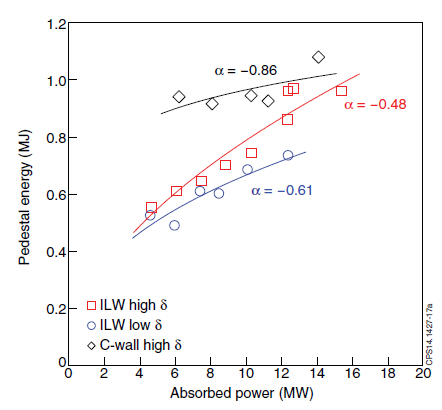 1.2
1.0
0.8
0.6
0.4
0.2
0
Pedestal energy (MJ)
α = –0.86
α = –0.48
α = –0.61
ILW high δ
ILW low δ
C-wall high δ
0 2 4 6 8 10 12 14 16 18 20
Absorbed power (MW)
CPS14.1427-17a